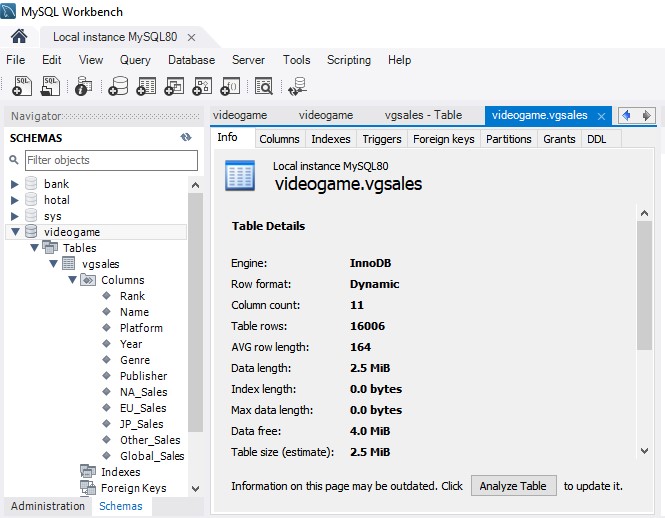 MySQL Workbench
Local instance MySQL80 ×
File Edit View Query Database Server Tools Scripting Help
SQL SQL
Navigator
SCHEMAS
Filter objects
bank
hotal
sys
videogame
Tables
vgsales
Columns
Rank
Name
Platform
Year
Genre
Publisher
NA_Sales
EU_Sales
JP_Sales
Other_Sales
Global_Sales
Indexes
Foreign Keys
Administration Schemas
videogame videogame vgsales - Table videogame.vgsales ×
Info Columns Indexes Triggers Foreign keys Partitions Grants DDL
Local instance MySQL80
videogame.vgsales
Table Details
Engine: InnoDB
Row format: Dynamic
Column count: 11
Table rows: 16006
AVG row length: 164
Data length: 2.5 MiB
Index length: 0.0 bytes
Max data length: 0.0 bytes
Data free: 4.0 MiB
Table size (estimate): 2.5 MiB
Information on this page may be outdated. Click Analyze Table to update it.